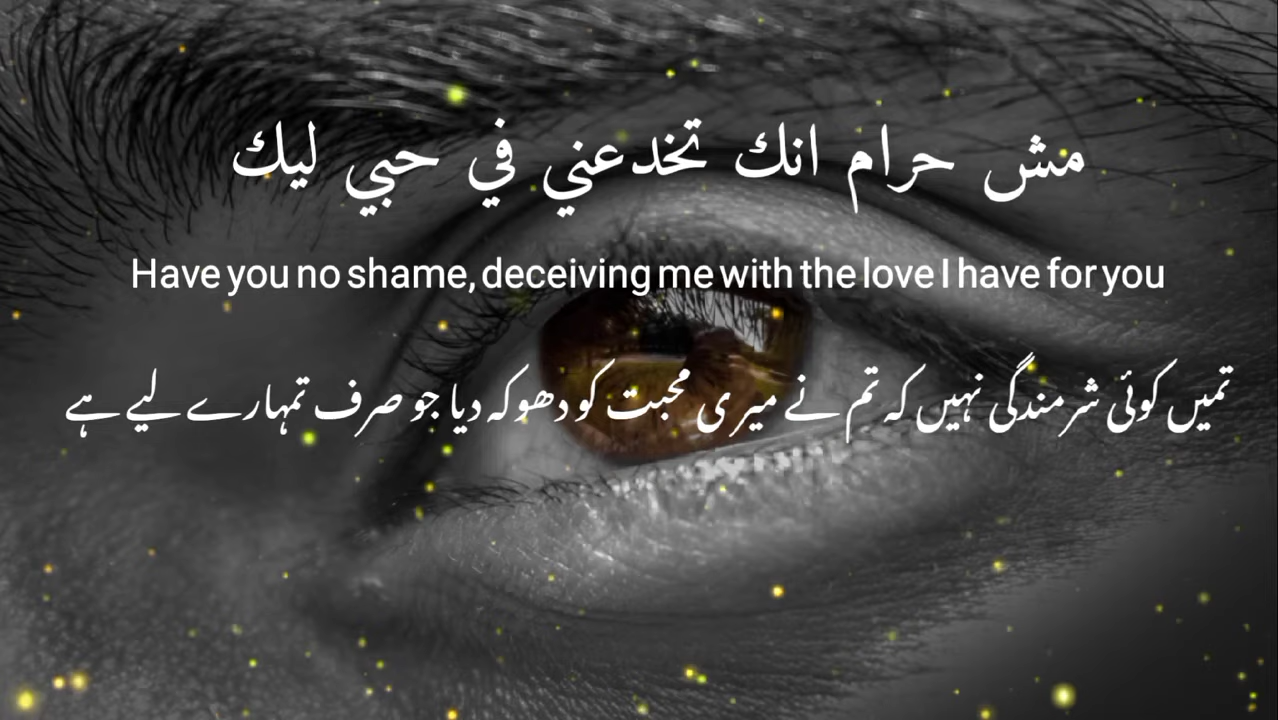 مش حرام انك تخدعني في حبي ليك
Have you no shame, deceiving me with the love I have for you
تمیں کوئی شرمندگی نہیں کہ تم نے میری محبت کو دھوکہ دیا جو صرف تمہارے لیے ہے